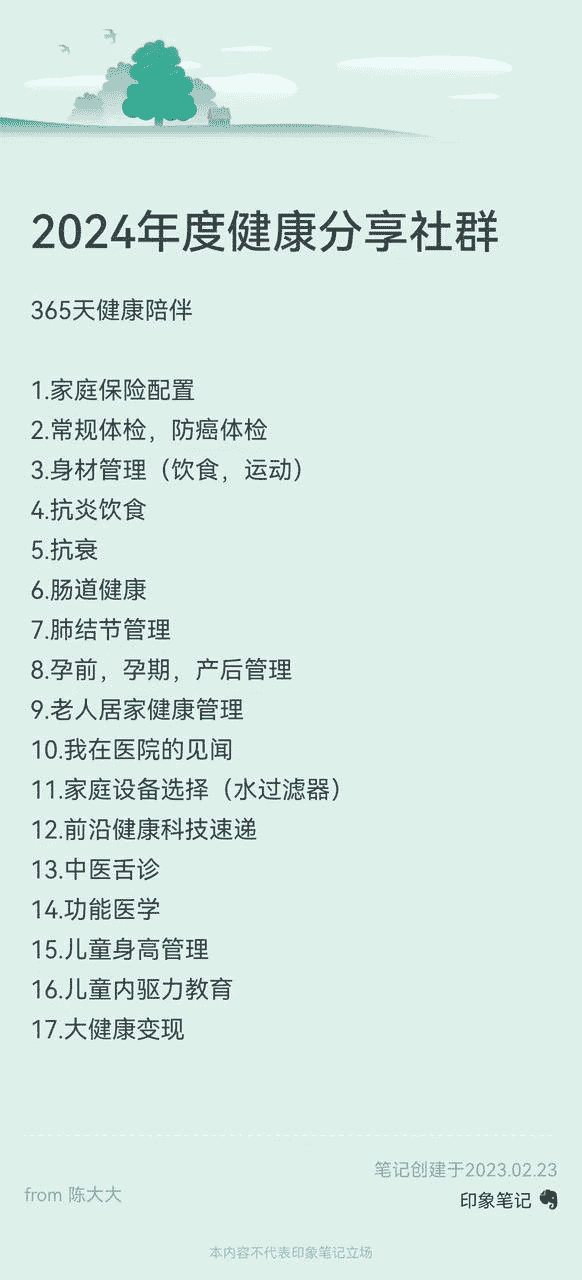 2024年度健康分享社群
365天健康陪伴
1.家庭保险配置
2.常规体检，防癌体检
3.身材管理（饮食，运动）
4.抗炎饮食
5.抗衰
6.肠道健康
7.肺结节管理
8.孕前，孕期，产后管理
9.老人居家健康管理
10.我在医院的见闻
11.家庭设备选择（水过滤器）
12.前沿健康科技速递
13.中医舌诊
14.功能医学
15.儿童身高管理
16.儿童内驱力教育
17.大健康变现
笔记创建于2023.02.23
from 陈大大
印象笔记
本内容不代表印象笔记立场